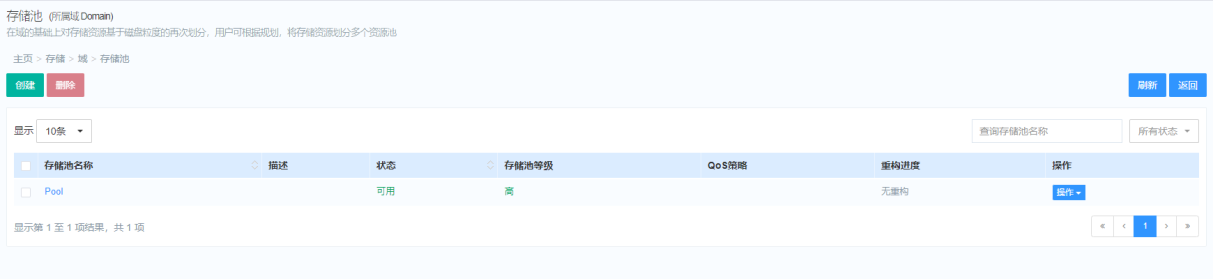 存储池 (所属域 Domain)
在域的基础上对存储资源基于磁盘粒度的再次划分，用户可根据规划，将存储资源划分多个资源池
主页 > 存储 > 域 > 存储池
创建 删除 刷新 返回
显示 10条 查询存储池名称 所有状态
存储池名称 描述 状态 存储池等级 QoS策略 重构进度 操作
Pool 可用 高 无重构 操作
显示第 1 至 1 项结果，共 1 项 « ‹ 1 › »